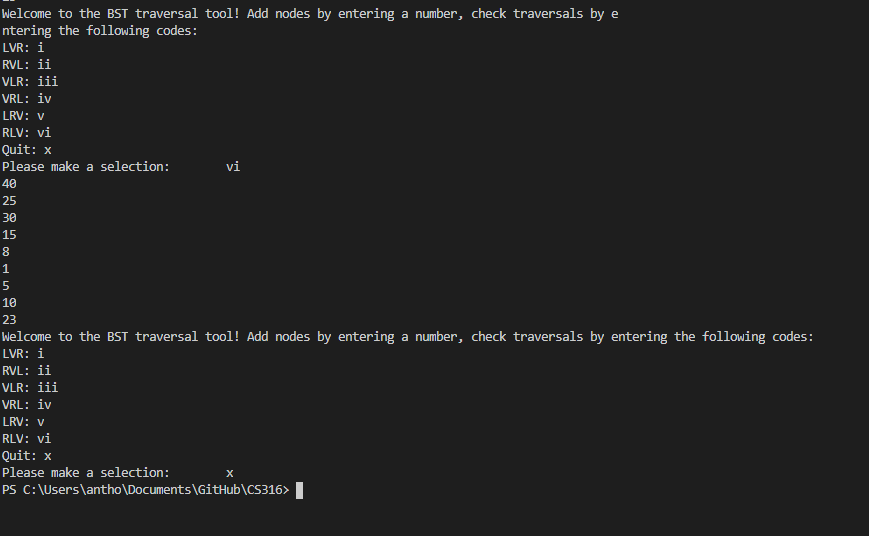 Welcome to the BST traversal tool! Add nodes by entering a number, check traversals by e
ntering the following codes:
LVR: i
RVL: ii
VLR: iii
VRL: iv
LRV: v
RLV: vi
Quit: x
Please make a selection:        vi
40
25
30
15
8
1
5
10
23
Welcome to the BST traversal tool! Add nodes by entering a number, check traversals by entering the following codes:
LVR: i
RVL: ii
VLR: iii
VRL: iv
LRV: v
RLV: vi
Quit: x
Please make a selection:        x
PS C:\Users\antho\Documents\GitHub\CS316>